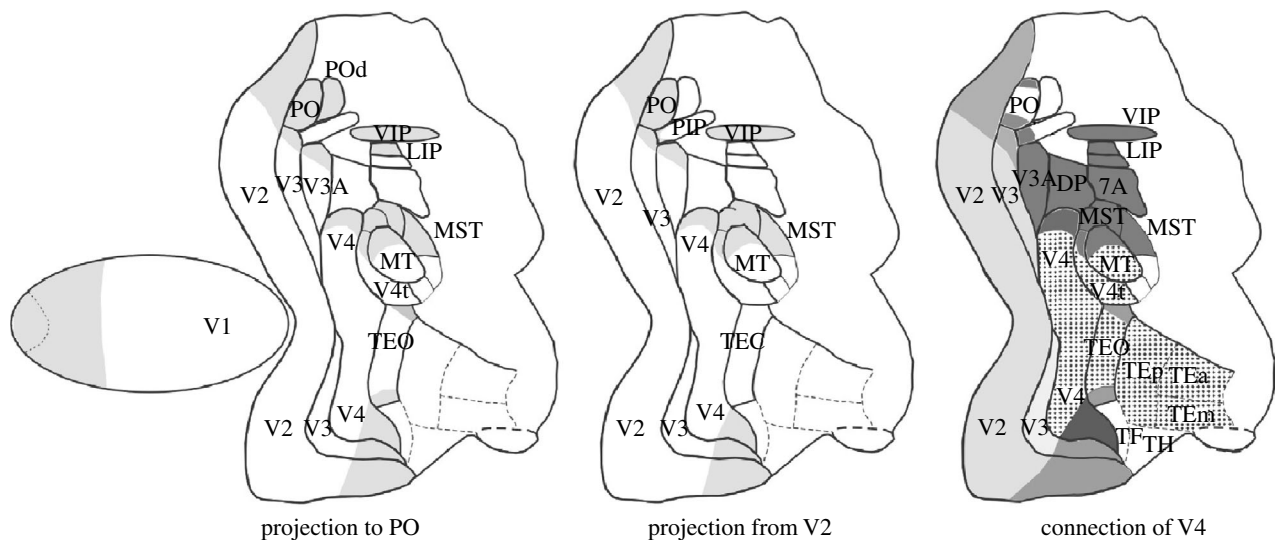 POd
PO
VIP
LIP
V2
V3
V3A
MST
V4
MT
V4t
V1
TEO
V4
V2
V3
projection to PO
PO
PIP
VIP
V2
V3
MST
V4
MT
TEC
V4
V2
V3
projection from V2
PO
VIP
LIP
V3A
DP
7A
V2
V3
MST
MST
V4
MT
V4t
TEO
TEp
TEa
V4
TEm
V2
V3
TF
TH
connection of V4